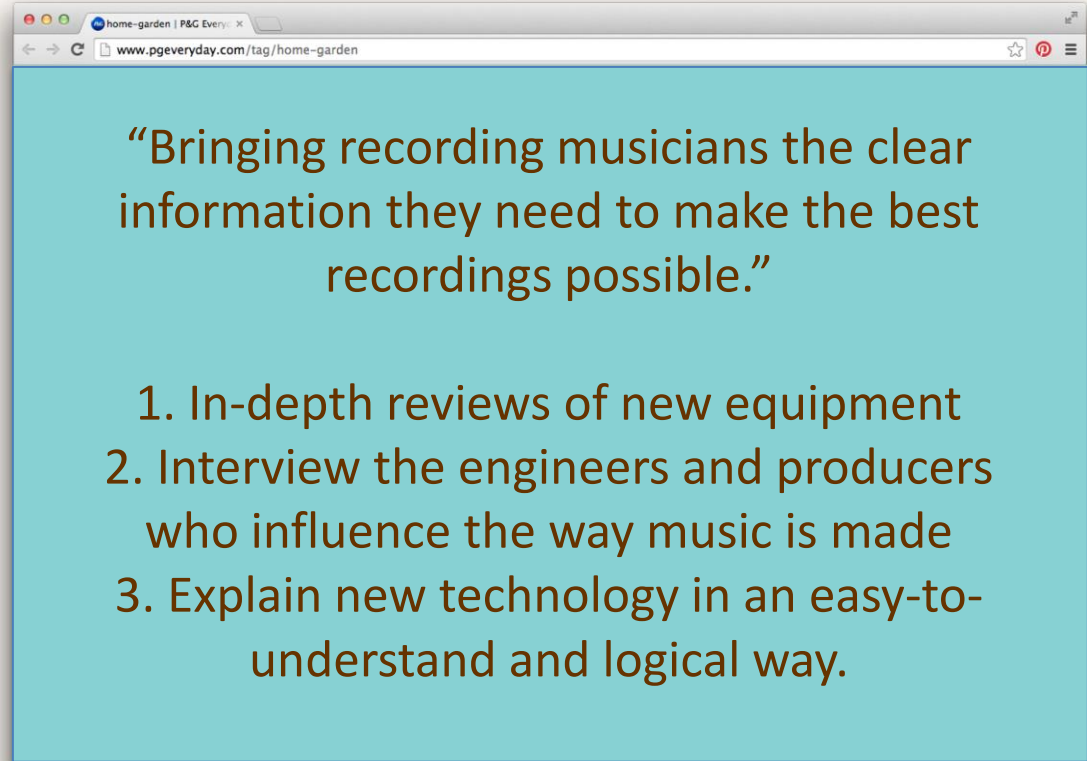 home-garden | P&G Every
www.pgeveryday.com/tag/home-garden
“Bringing recording musicians the clear
information they need to make the best
recordings possible.”
1. In-depth reviews of new equipment
2. Interview the engineers and producers
who influence the way music is made
3. Explain new technology in an easy-to-
understand and logical way.